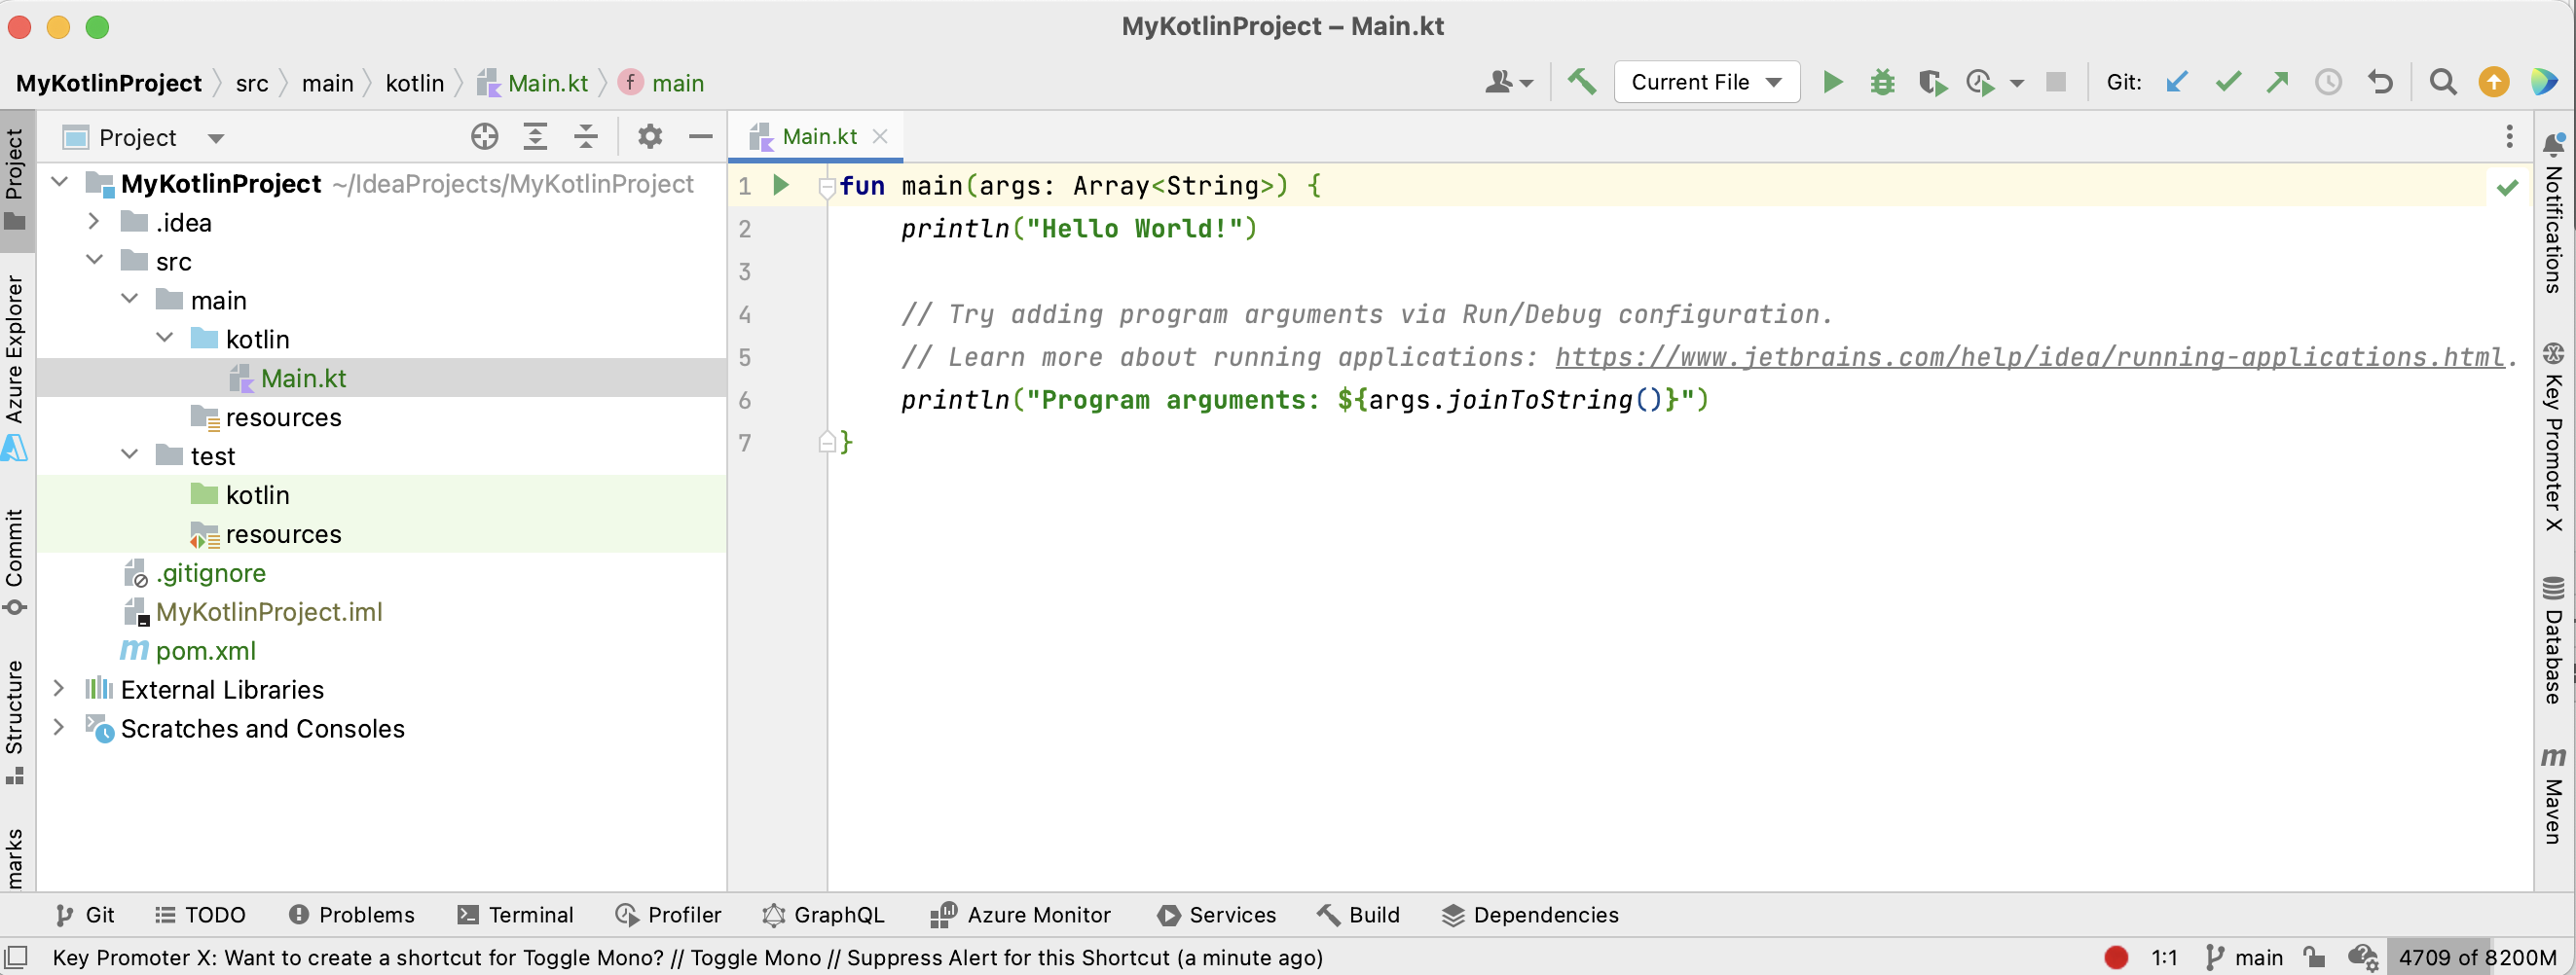 MyKotlinProject – Main.kt
MyKotlinProject src main kotlin Main.kt f main
Current File Git:
Project
Main.kt
Project
Azure Explorer
Commit
Structure
marks
MyKotlinProject ~/IdeaProjects/MyKotlinProject
.idea
src
main
kotlin
Main.kt
resources
test
kotlin
resources
.gitignore
MyKotlinProject.iml
m pom.xml
External Libraries
Scratches and Consoles
1 fun main(args: Array<String>) {
2 println("Hello World!")
3
4 // Try adding program arguments via Run/Debug configuration.
5 // Learn more about running applications: https://www.jetbrains.com/help/idea/running-applications.html.
6 println("Program arguments: ${args.joinToString()}")
7 }
Notifications
Key Promoter X
Database
m Maven
Git TODO Problems Terminal Profiler GraphQL Azure Monitor Services Build Dependencies
Key Promoter X: Want to create a shortcut for Toggle Mono? // Toggle Mono // Suppress Alert for this Shortcut (a minute ago) 1:1 main 4709 of 8200M